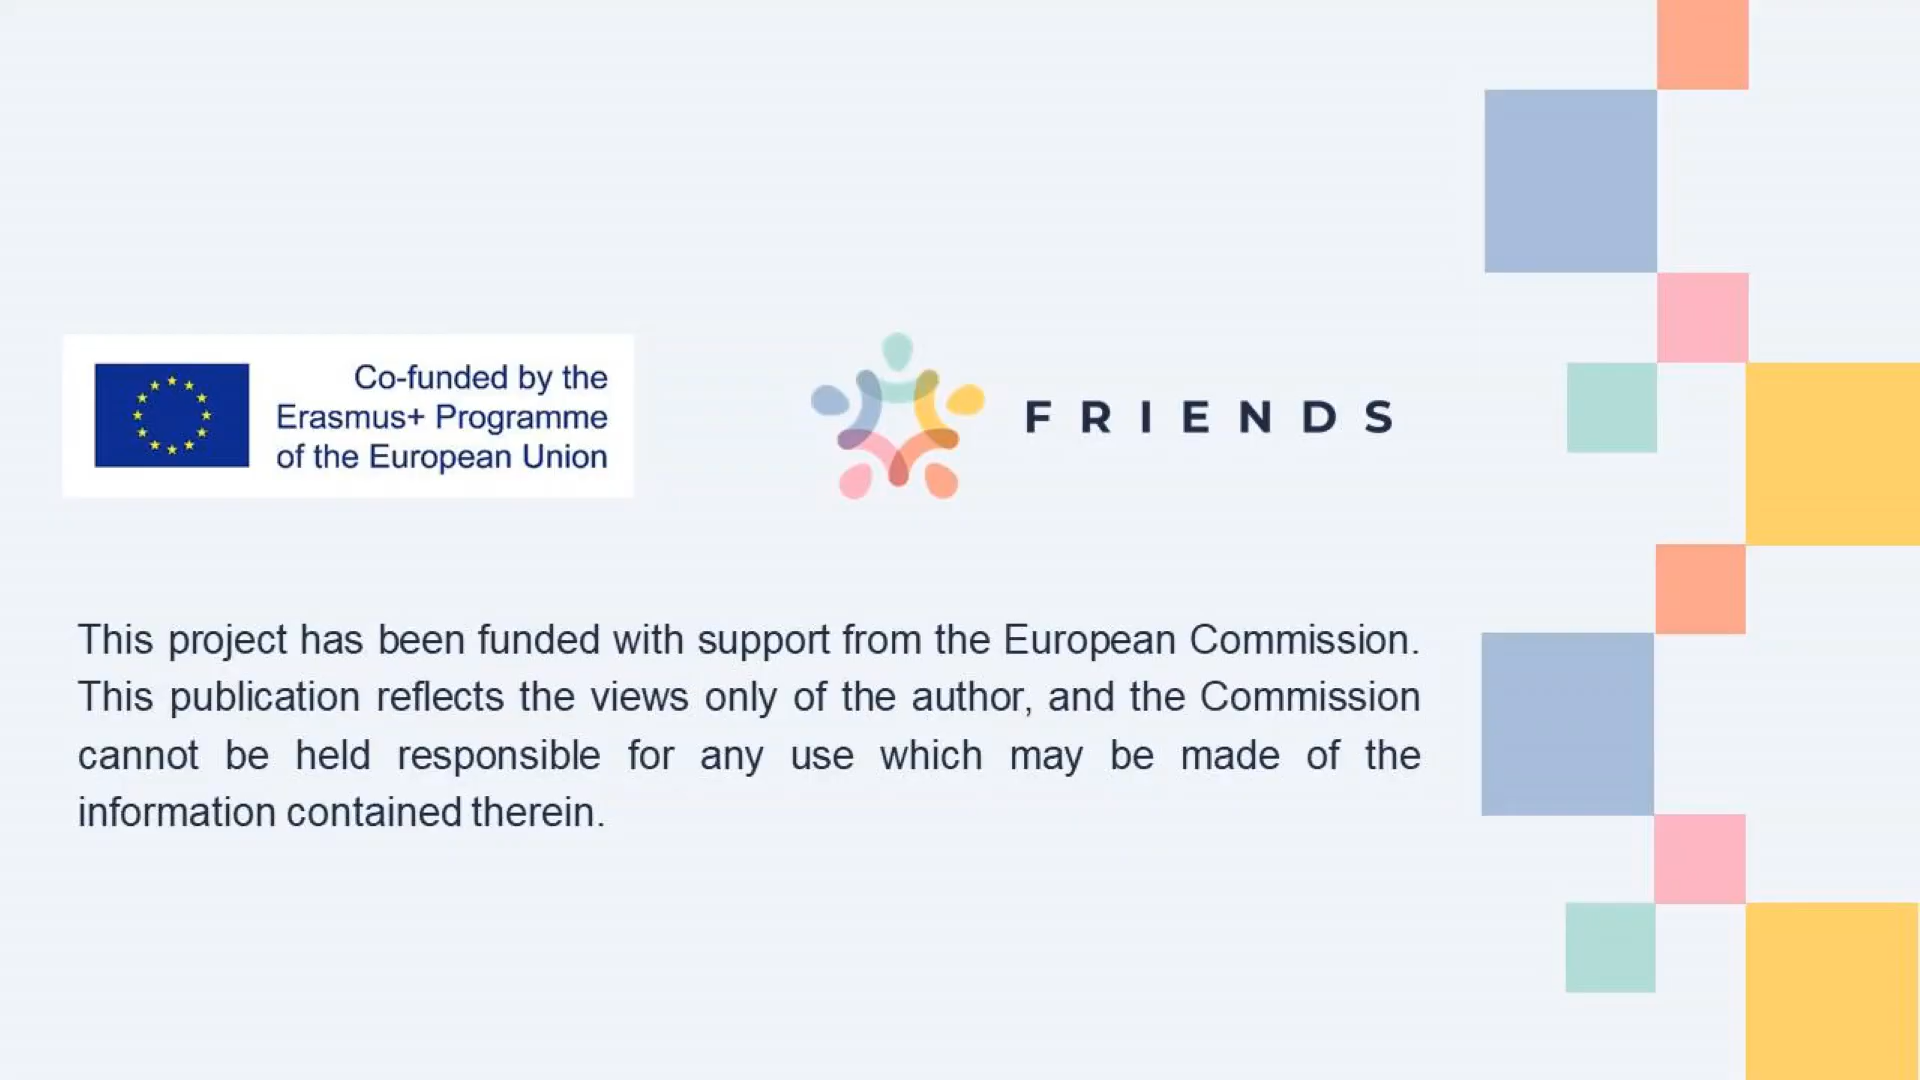 Co-funded by the
Erasmus+ Programme
of the European Union
FRIENDS
This project has been funded with support from the European Commission.
This publication reflects the views only of the author, and the Commission
cannot be held responsible for any use which may be made of the
information contained therein.